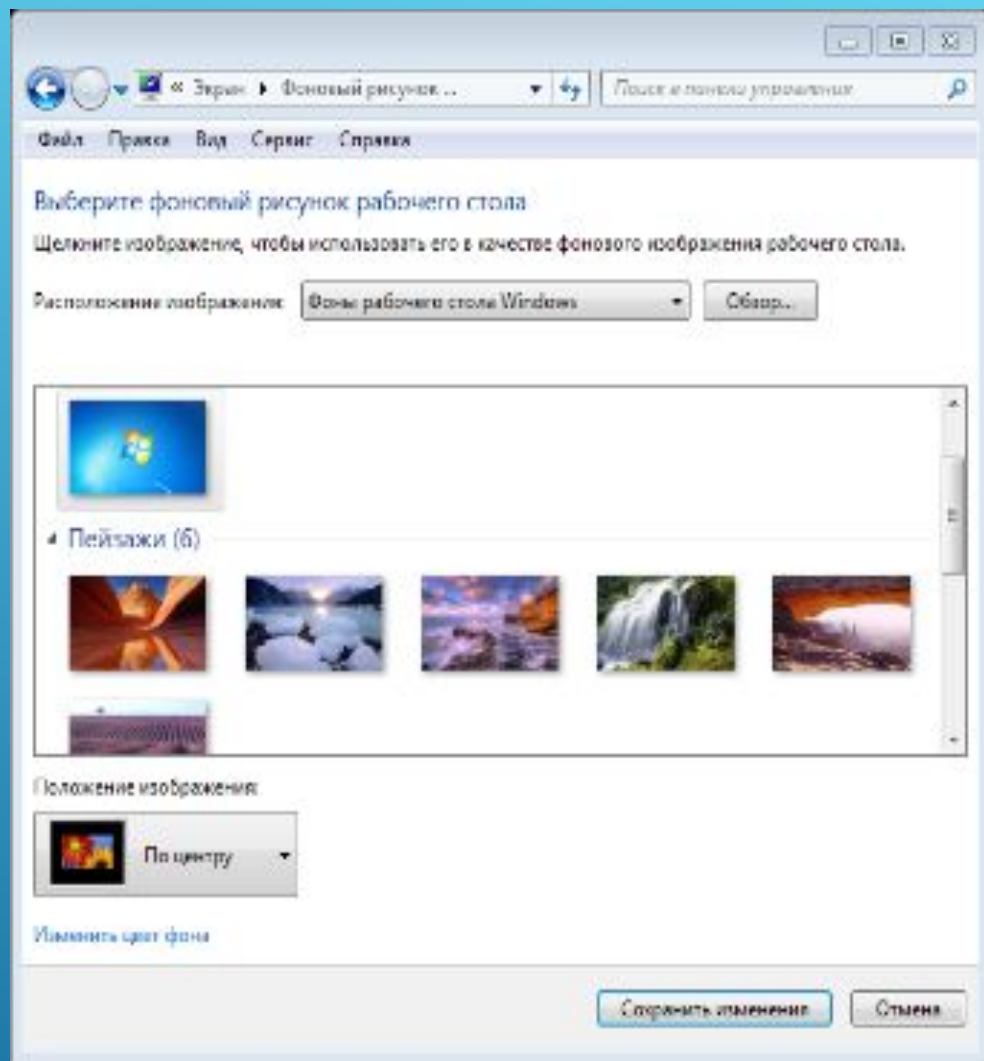 « Экран ▸ Фоновый рисунок ...
Поиск в панели управления
Файл Правка Вид Сервис Справка
Выберите фоновый рисунок рабочего стола
Щелкните изображение, чтобы использовать его в качестве фонового изображения рабочего стола.
Расположение изображения: Фоны рабочего стола Windows Обзор...
Пейзажи (6)
Положение изображения:
По центру
Изменить цвет фона
Сохранить изменения Отмена